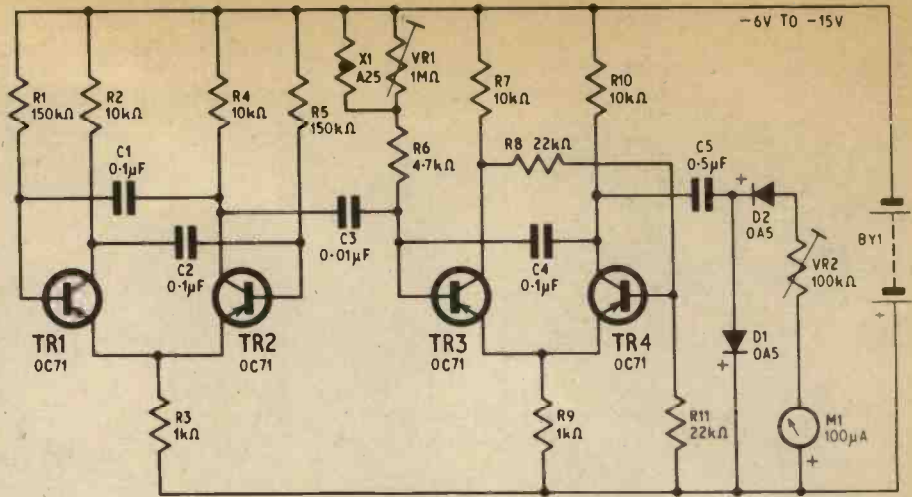 −6V TO −15V
R1
150kΩ
R2
10kΩ
R4
10kΩ
R5
150kΩ
X1
A25
VR1
1MΩ
R6
4·7kΩ
R7
10kΩ
R8 22kΩ
R10
10kΩ
C1
0·1μF
C2
0·1μF
C3
0·01μF
C4
0·1μF
C5
0·5μF
+
D2
OA5
VR2
100kΩ
BY1
+
TR1
OC71
TR2
OC71
TR3
OC71
TR4
OC71
D1
OA5
+
R3
1kΩ
R9
1kΩ
R11
22kΩ
M1
100μA
+